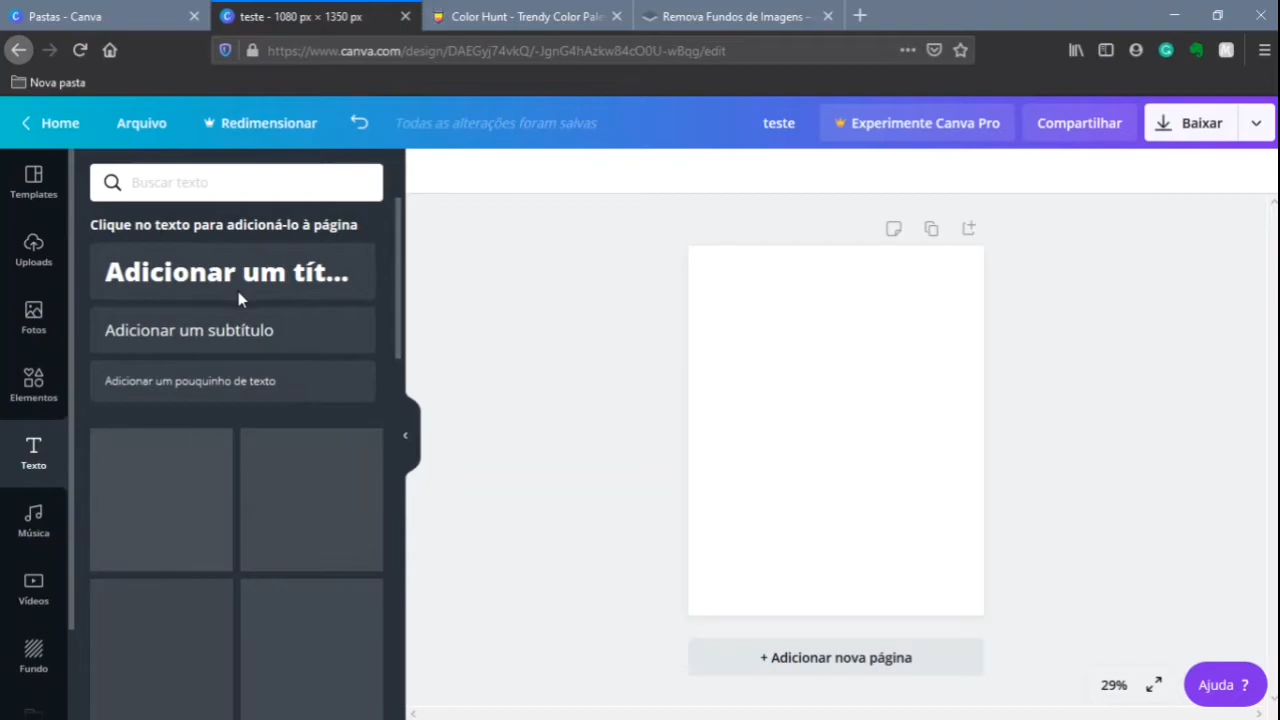 Pastas - Canva
teste - 1080 px × 1350 px
Color Hunt - Trendy Color Pale
Remova Fundos de Imagens –
https://www.canva.com/design/DAEGyj74vkQ/-JgnG4hAzkw84cO0U-wBqg/edit
Nova pasta
Home
Arquivo
Redimensionar
Todas as alterações foram salvas
teste
Experimente Canva Pro
Compartilhar
Baixar
Templates
Uploads
Fotos
Elementos
Texto
Música
Vídeos
Fundo
Buscar texto
Clique no texto para adicioná-lo à página
Adicionar um tít...
Adicionar um subtítulo
Adicionar um pouquinho de texto
+ Adicionar nova página
29%
Ajuda ?